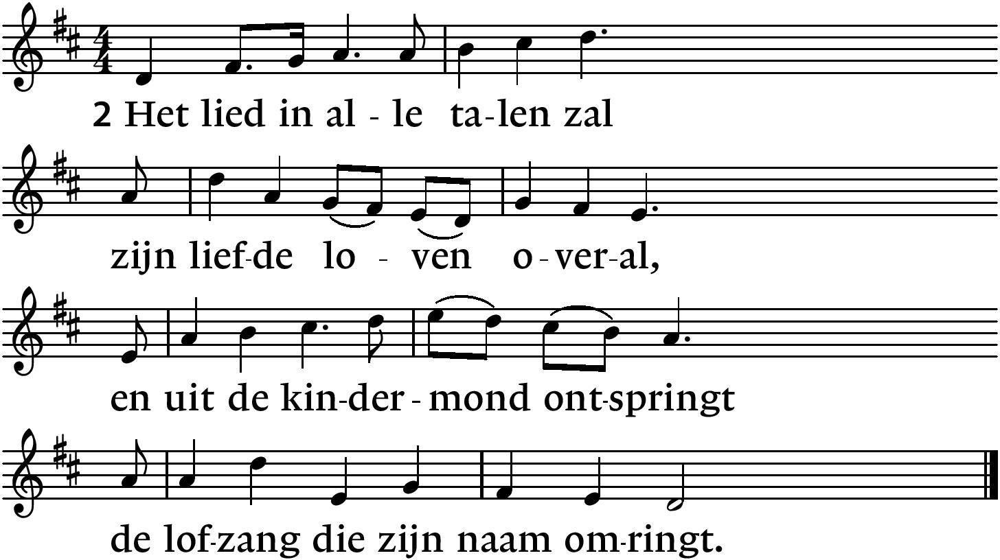 2 Het lied in al - le ta-len zal
zijn lief-de lo - ven o-ver-al,
en uit de kin-der-mond ont-springt
de lof-zang die zijn naam om-ringt.